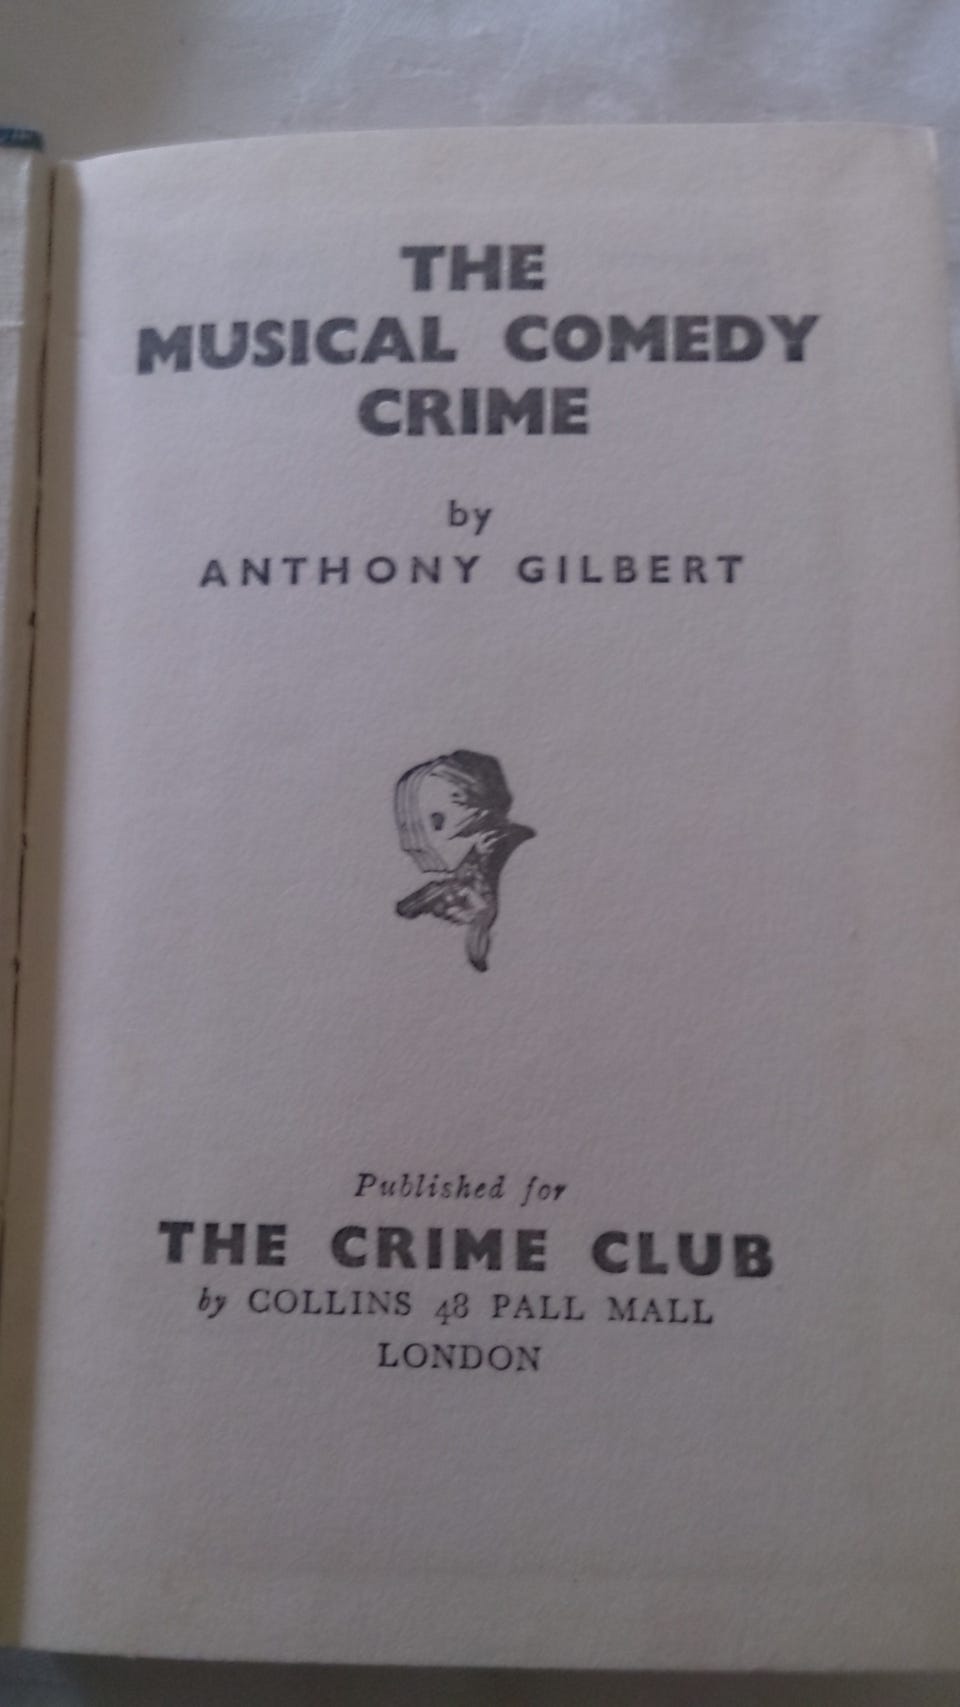 THE
MUSICAL COMEDY
CRIME
by
ANTHONY GILBERT
Published for
THE CRIME CLUB
by COLLINS 48 PALL MALL
LONDON